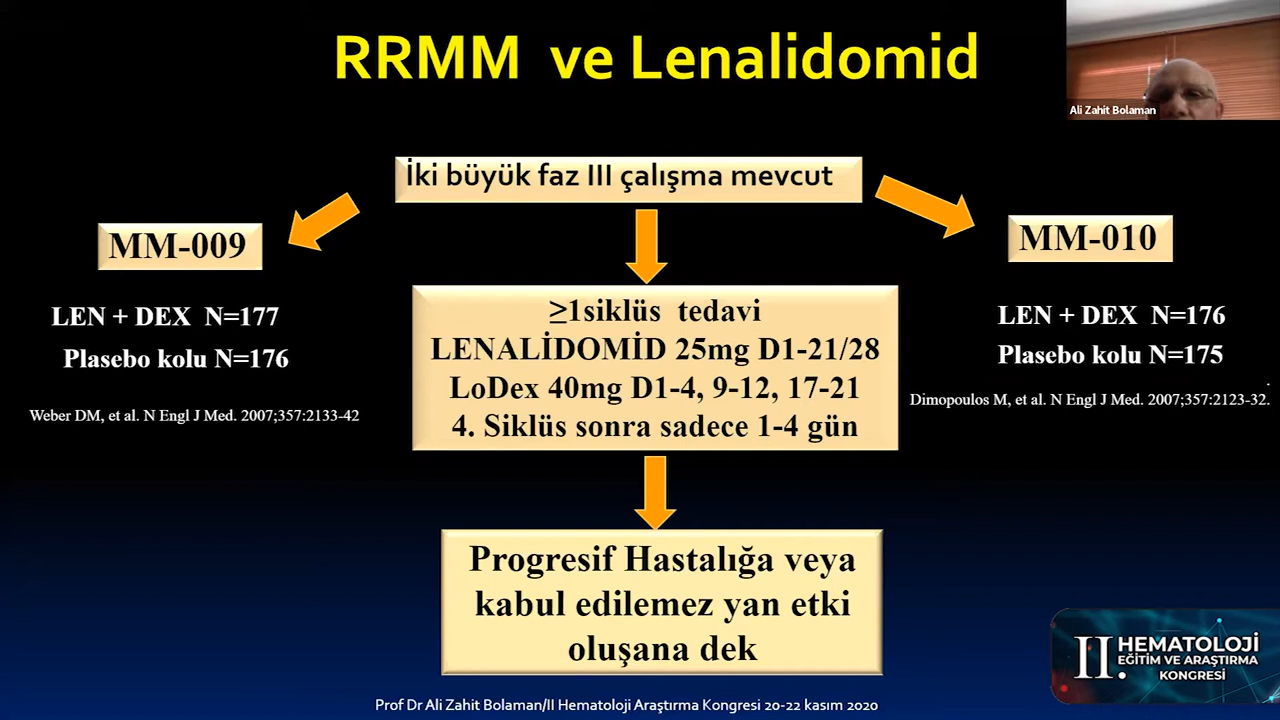 RRMM ve Lenalidomid
Ali Zahit Bolaman
İki büyük faz III çalışma mevcut
MM-009
LEN + DEX N=177
Plasebo kolu N=176
Weber DM, et al. N Engl J Med. 2007;357:2133-42
≥1siklüs tedavi
LENALİDOMİD 25mg D1-21/28
LoDex 40mg D1-4, 9-12, 17-21
4. Siklüs sonra sadece 1-4 gün
MM-010
LEN + DEX N=176
Plasebo kolu N=175
.
Dimopoulos M, et al. N Engl J Med. 2007;357:2123-32.
Progresif Hastalığa veya
kabul edilemez yan etki
oluşana dek
II. HEMATOLOJİ
EĞİTİM VE ARAŞTIRMA
KONGRESİ
Prof Dr Ali Zahit Bolaman/II Hematoloji Araştırma Kongresi 20-22 kasım 2020